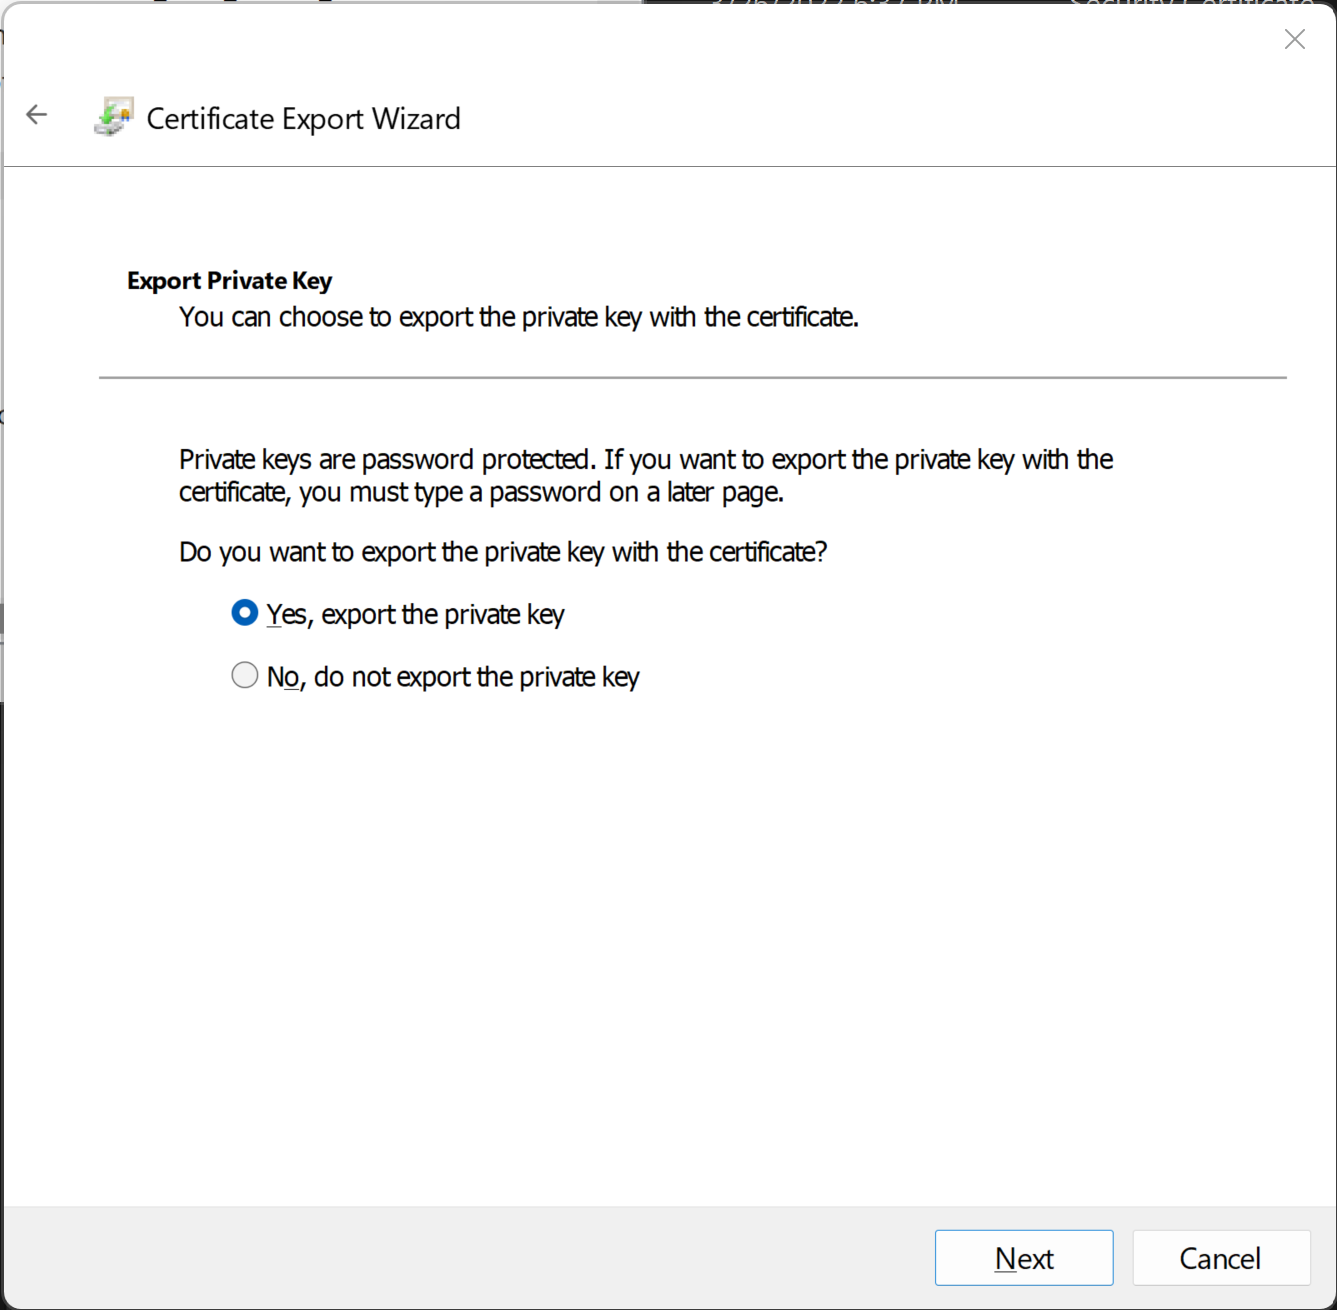 Certificate Export Wizard
Export Private Key
You can choose to export the private key with the certificate.
Private keys are password protected. If you want to export the private key with the
certificate, you must type a password on a later page.
Do you want to export the private key with the certificate?
Yes, export the private key
No, do not export the private key
Next
Cancel